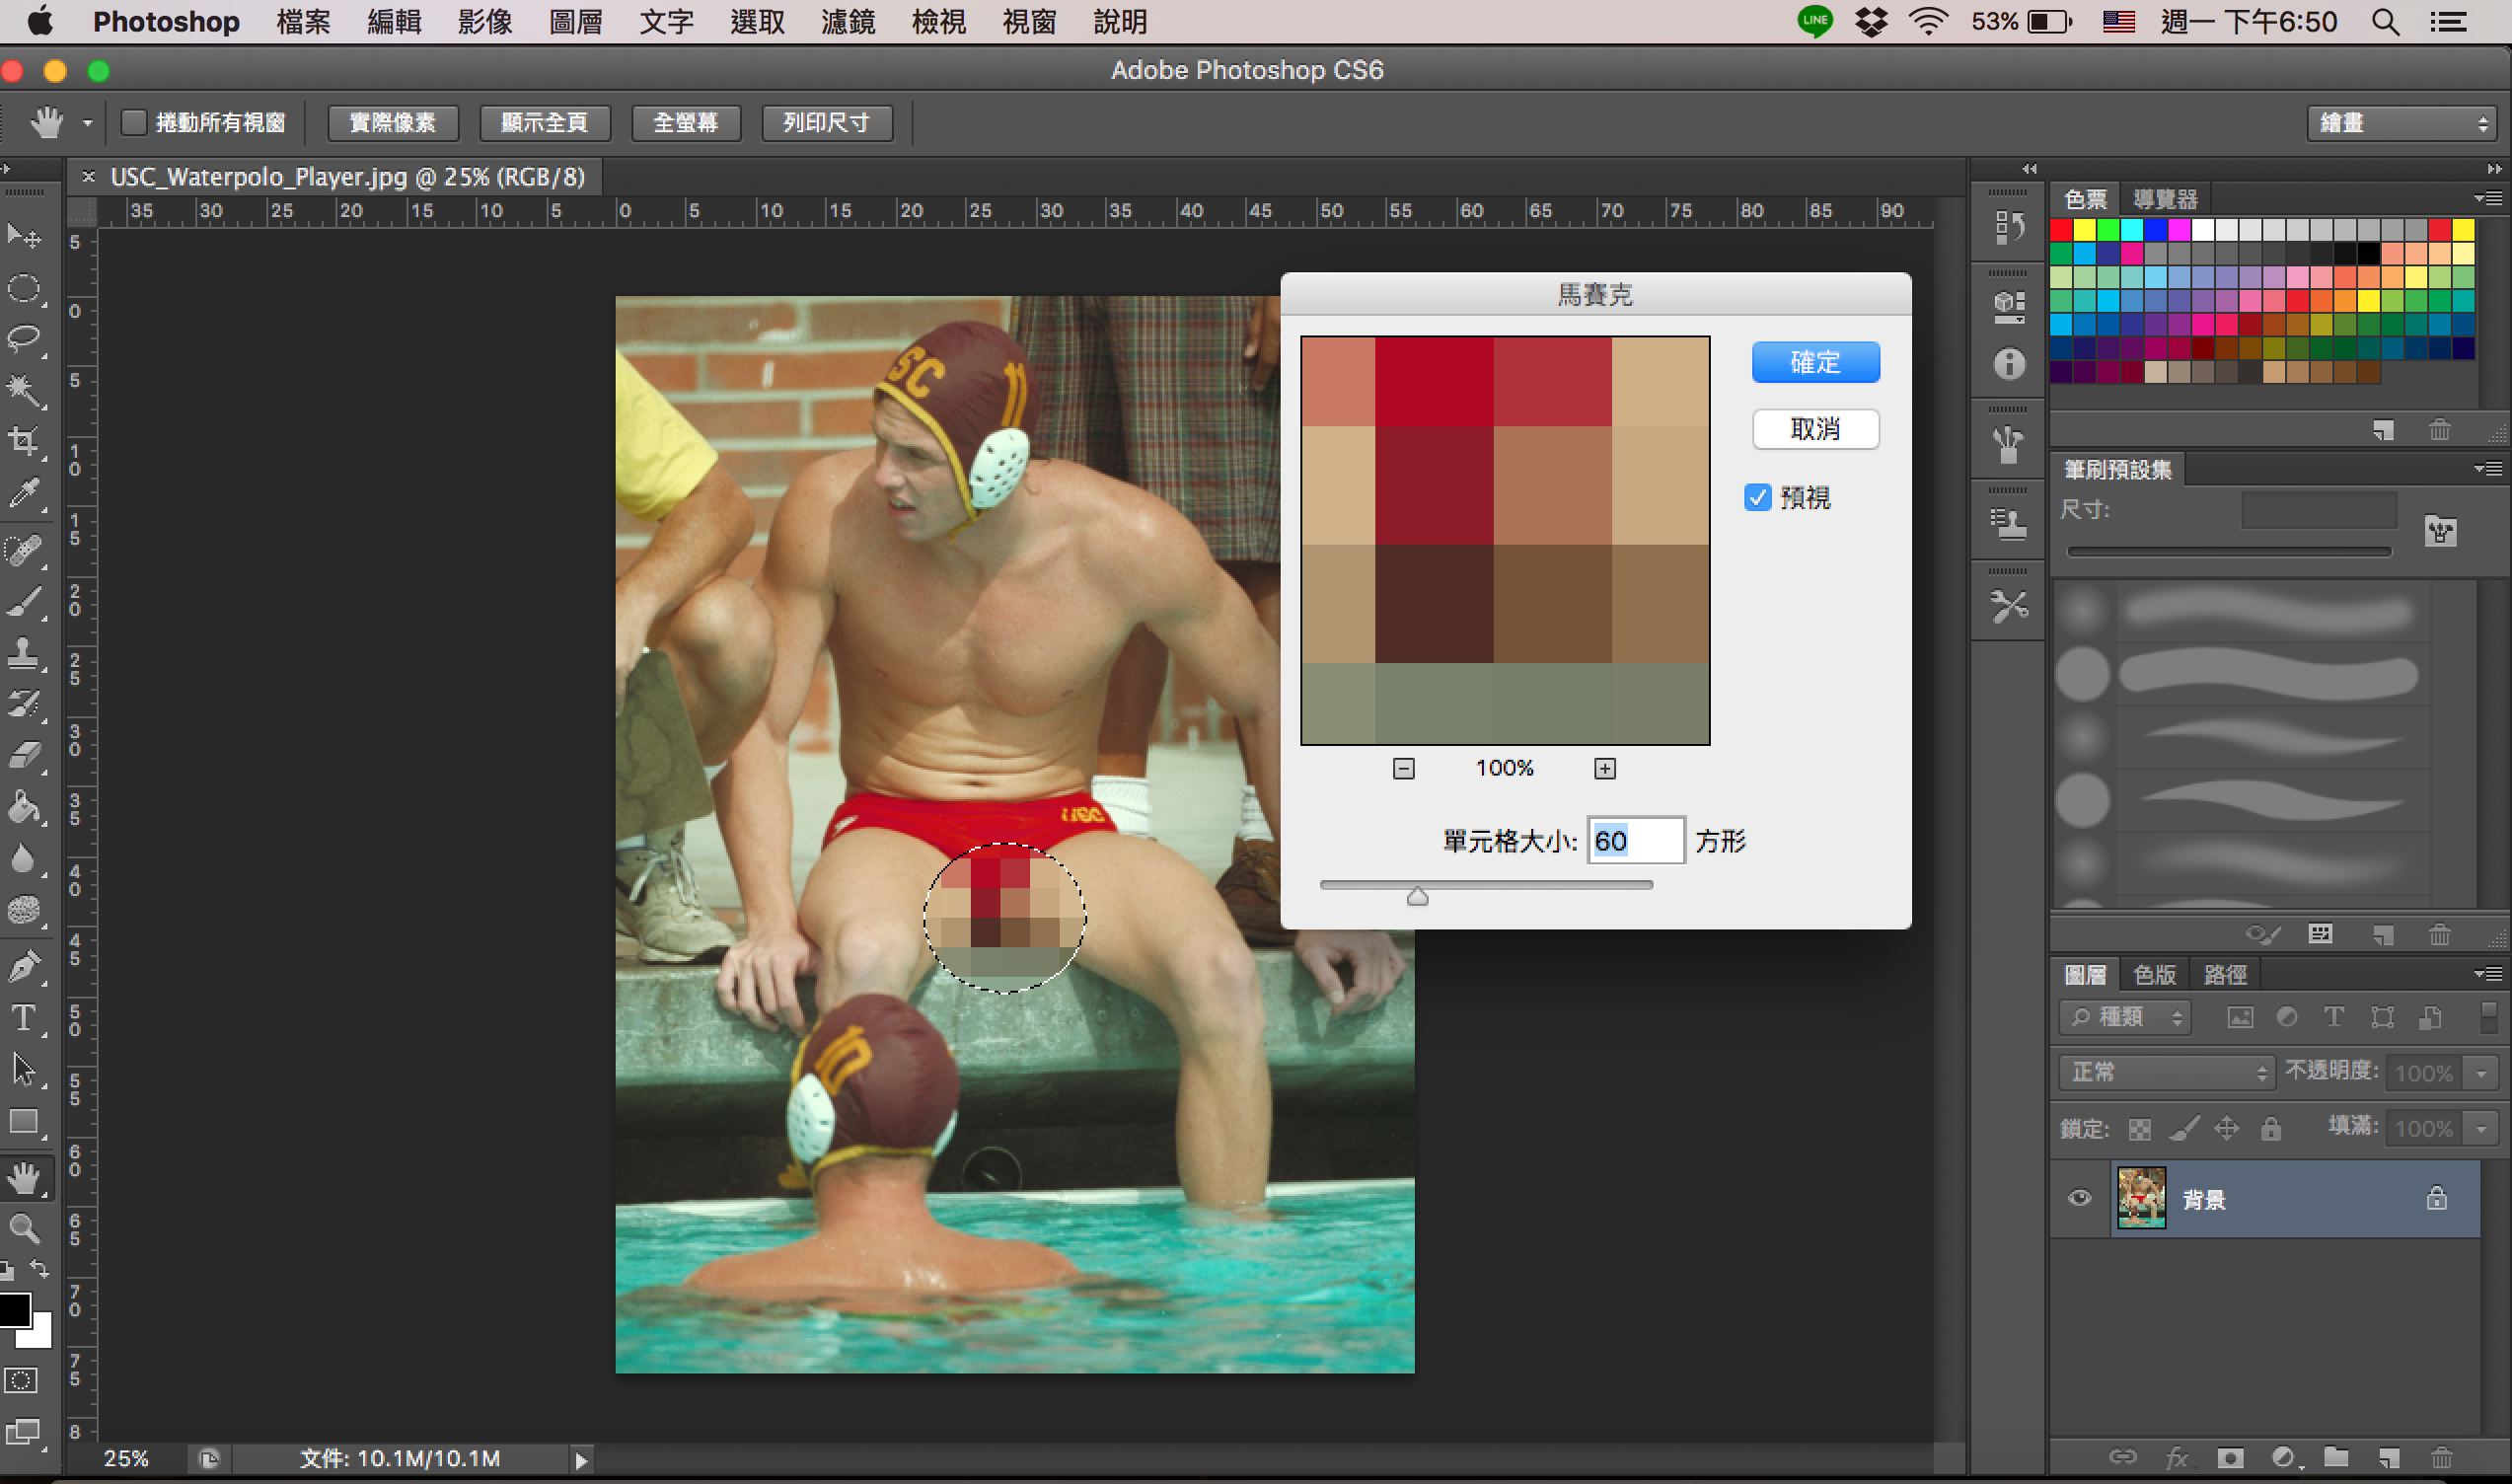 Photoshop 檔案 編輯 影像 圖層 文字 選取 濾鏡 檢視 視窗 說明 LINE 53% 週一 下午6:50
Adobe Photoshop CS6
捲動所有視窗 實際像素 顯示全頁 全螢幕 列印尺寸 繪畫
× USC_Waterpolo_Player.jpg @ 25% (RGB/8)
35 30 25 20 15 10 5 0 5 10 15 20 25 30 35 40 45 50 55 60 65 70 75 80 85 90
5
0
5
10
15
20
25
30
35
40
45
50
55
60
65
70
75
8
SC
11
USC
10
馬賽克
確定
取消
預視
100%
單元格大小: 60 方形
色票 導覽器
筆刷預設集
尺寸:
圖層 色版 路徑
種類
正常 不透明度: 100%
鎖定: 填滿: 100%
背景
fx
25% 文件: 10.1M/10.1M